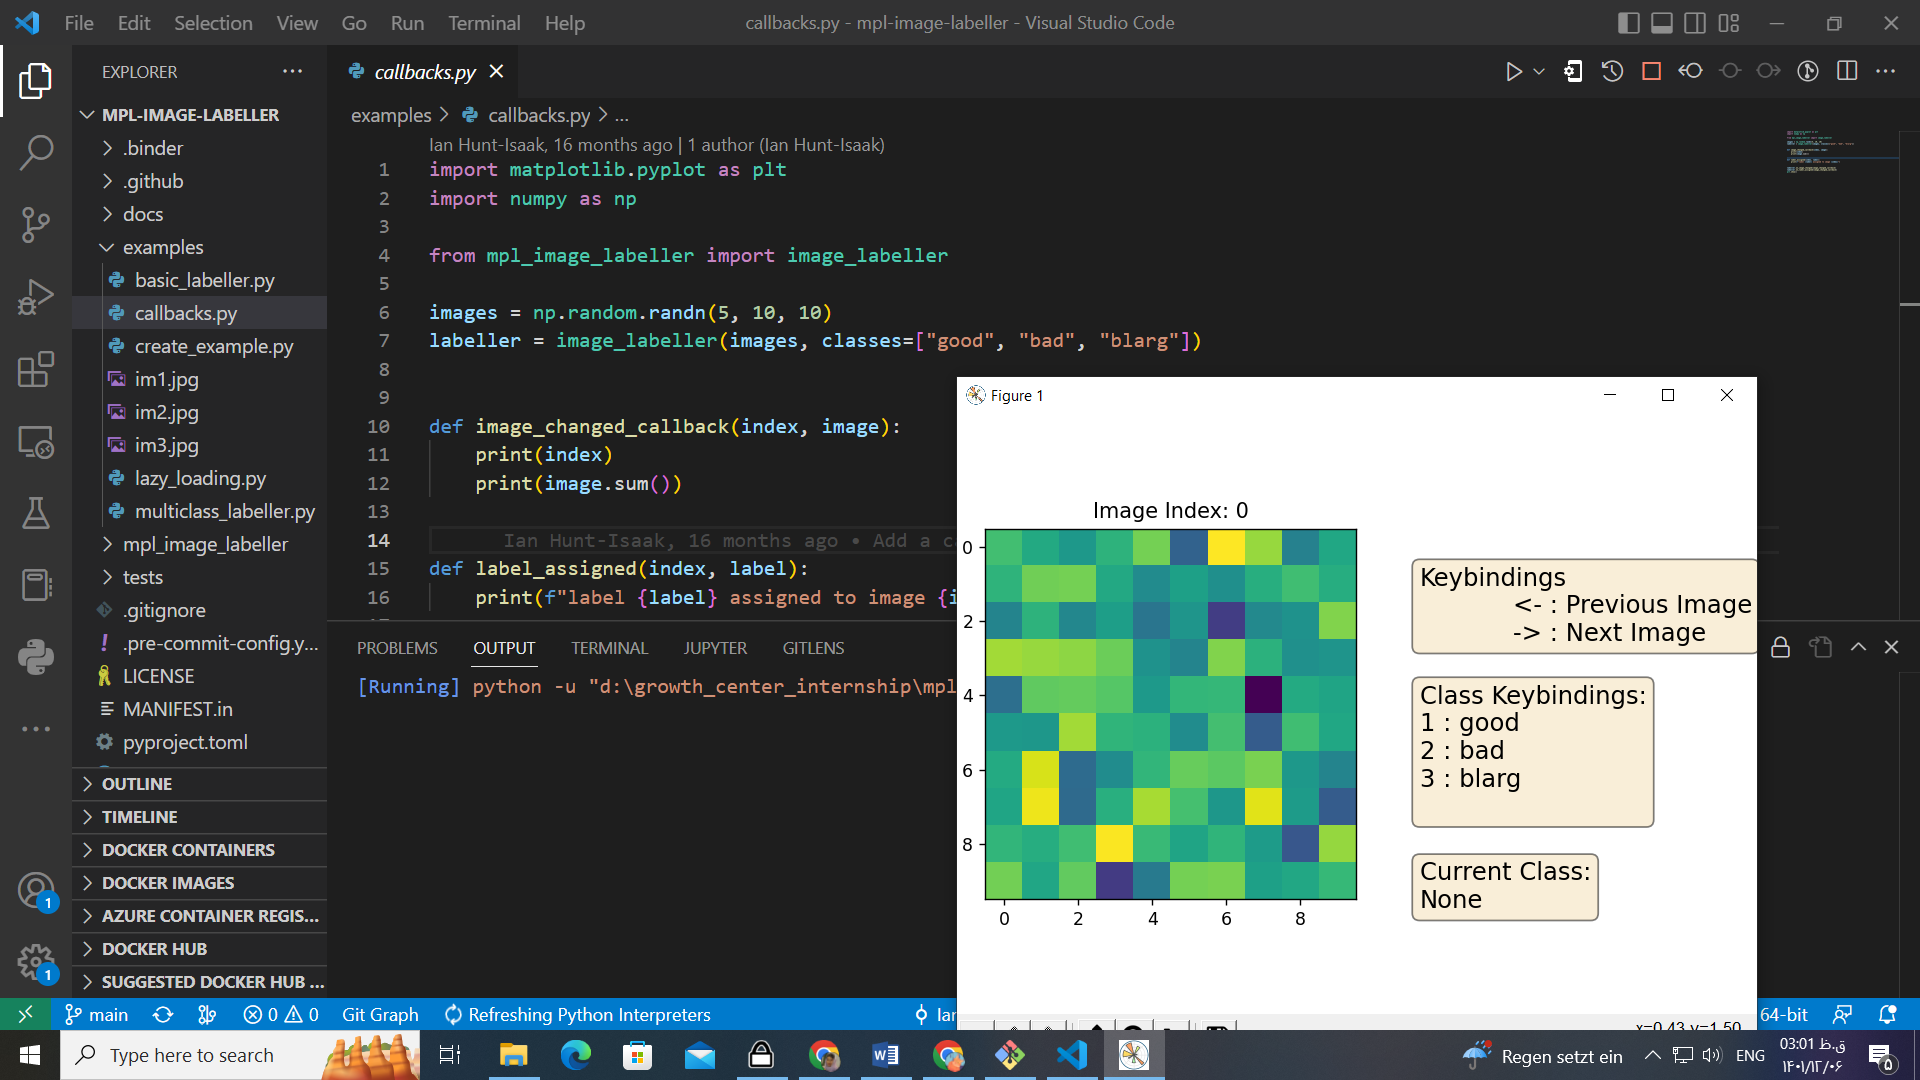 File Edit Selection View Go Run Terminal Help
callbacks.py - mpl-image-labeller - Visual Studio Code
EXPLORER
MPL-IMAGE-LABELLER
.binder
.github
docs
examples
basic_labeller.py
callbacks.py
create_example.py
im1.jpg
im2.jpg
im3.jpg
lazy_loading.py
multiclass_labeller.py
mpl_image_labeller
tests
.gitignore
.pre-commit-config.y...
LICENSE
MANIFEST.in
pyproject.toml
OUTLINE
TIMELINE
DOCKER CONTAINERS
DOCKER IMAGES
AZURE CONTAINER REGIS...
DOCKER HUB
SUGGESTED DOCKER HUB ...
callbacks.py
examples > callbacks.py > ...
Ian Hunt-Isaak, 16 months ago | 1 author (Ian Hunt-Isaak)
1 import matplotlib.pyplot as plt
2 import numpy as np
3
4 from mpl_image_labeller import image_labeller
5
6 images = np.random.randn(5, 10, 10)
7 labeller = image_labeller(images, classes=["good", "bad", "blarg"])
8
9
10 def image_changed_callback(index, image):
11 print(index)
12 print(image.sum())
13
14 Ian Hunt-Isaak, 16 months ago • Add a c
15 def label_assigned(index, label):
16 print(f"label {label} assigned to image {i
PROBLEMS OUTPUT TERMINAL JUPYTER GITLENS
[Running] python -u "d:\growth_center_internship\mpl
Figure 1
Image Index: 0
0
2
4
6
8
0 2 4 6 8
Keybindings
<- : Previous Image
-> : Next Image
Class Keybindings:
1 : good
2 : bad
3 : blarg
Current Class:
None
x=0.43 y=1.50
main 0 0 Git Graph Refreshing Python Interpreters Ian 64-bit
1
1
Type here to search
Regen setzt ein ENG
03:01 ق.ظ
۱۴۰۱/۱۲/۰۶
۵